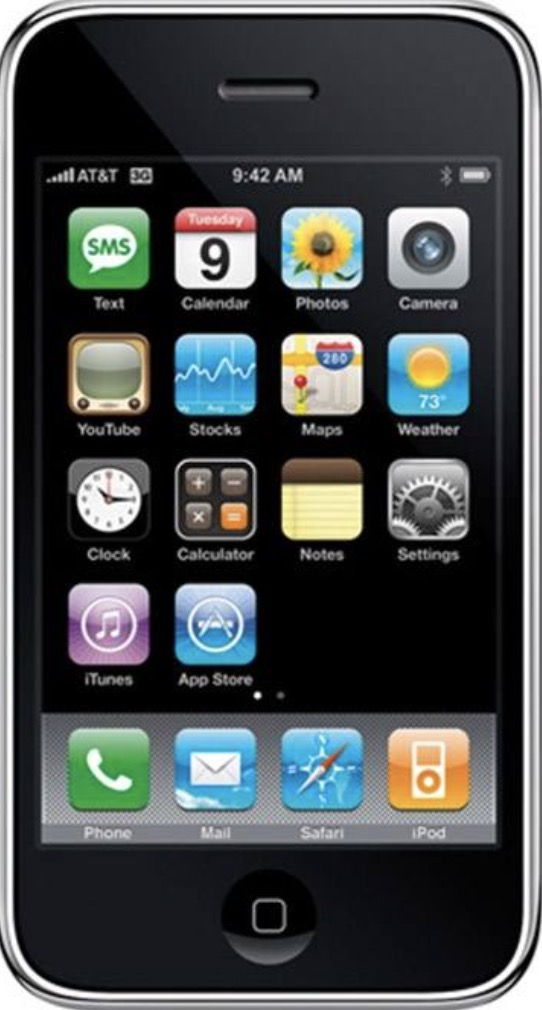 AT&T 3G 9:42 AM
SMS
Tuesday
9
Text Calendar Photos Camera
280
73°
YouTube Stocks Maps Weather
Clock Calculator Notes Settings
iTunes App Store
Phone Mail Safari iPod